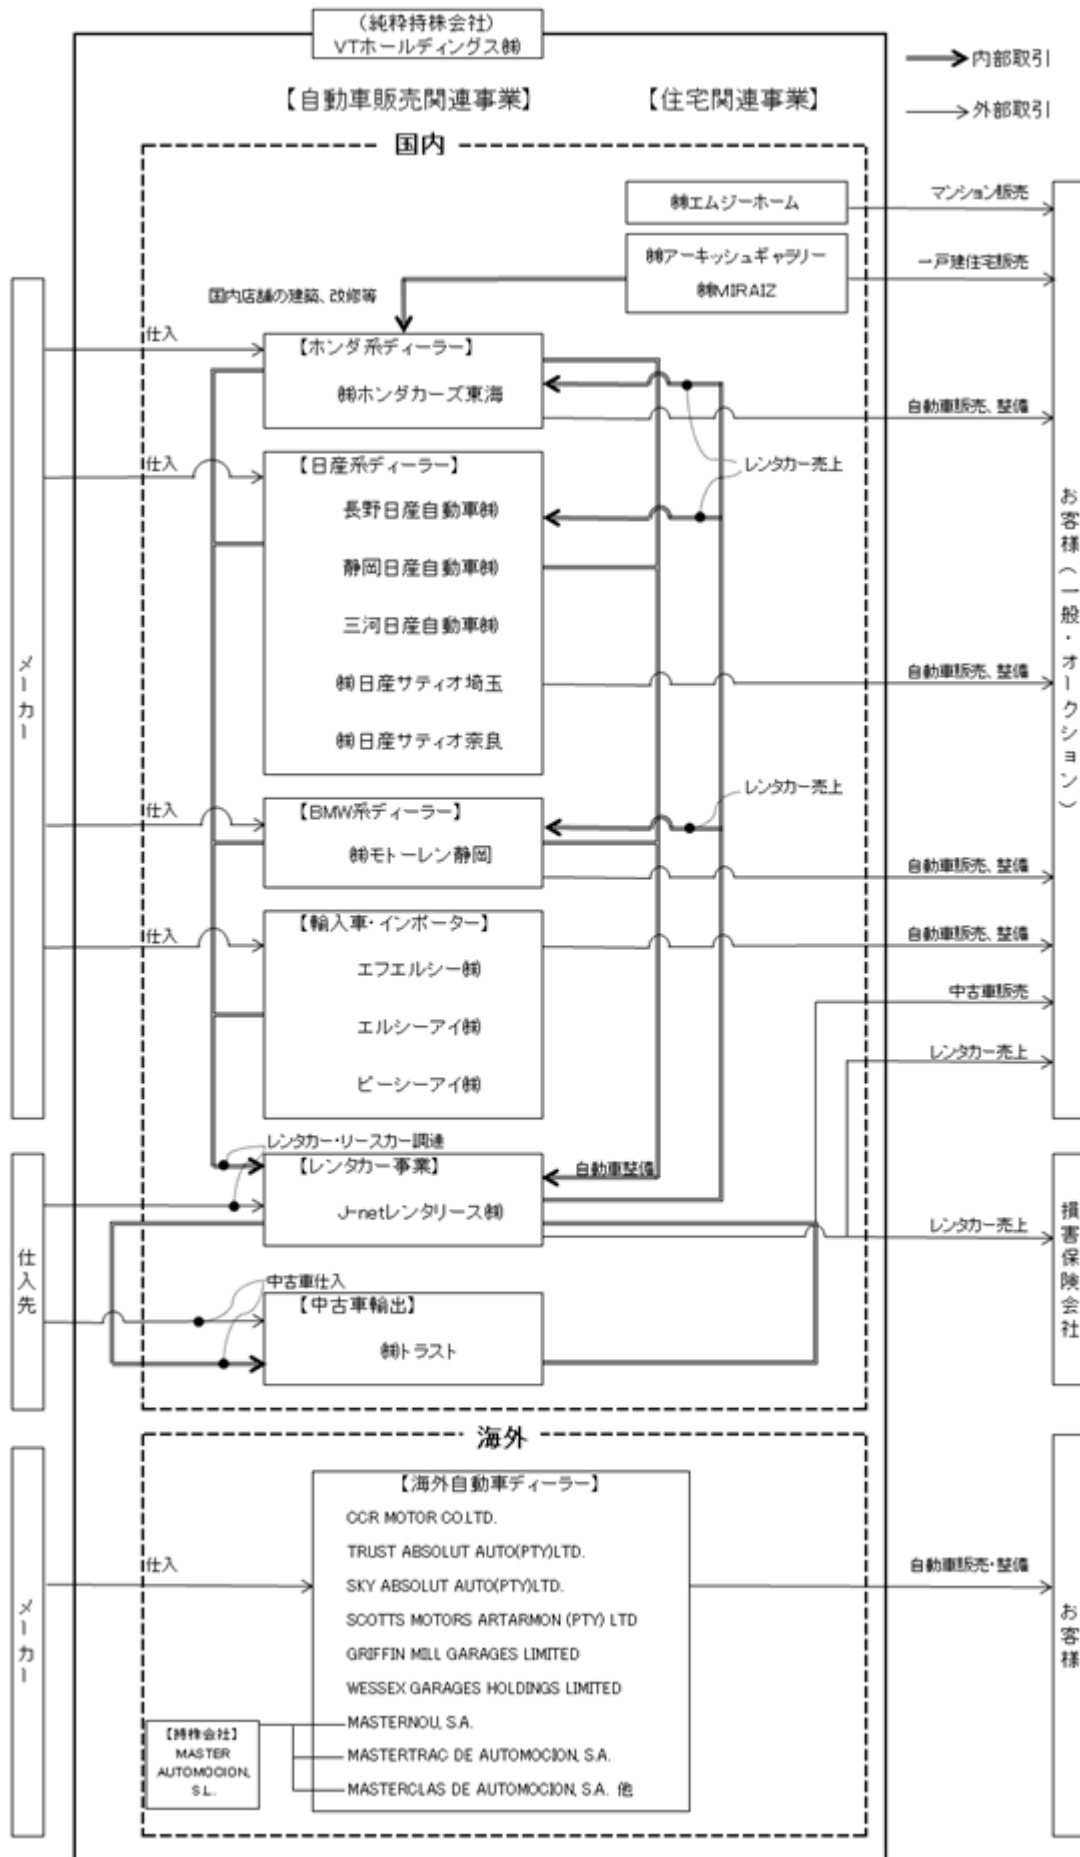 (純粋持株会社)
VTホールディングス㈱
内部取引
外部取引
【自動車販売関連事業】
【住宅関連事業】
国内
㈱エムジーホーム
マンション販売
㈱アーキッシュギャラリー
㈱MIRAIZ
一戸建住宅販売
国内店舗の建築、改修等
仕入
【ホンダ系ディーラー】
㈱ホンダカーズ東海
自動車販売、整備
レンタカー売上
仕入
【日産系ディーラー】
長野日産自動車㈱
静岡日産自動車㈱
三河日産自動車㈱
㈱日産サティオ埼玉
㈱日産サティオ奈良
自動車販売、整備
メーカー
お客様(一般・オークション)
レンタカー売上
仕入
【BMW系ディーラー】
㈱モトーレン静岡
自動車販売、整備
仕入
【輸入車・インポーター】
エフエルシー㈱
エルシーアイ㈱
ピーシーアイ㈱
自動車販売、整備
中古車販売
レンタカー売上
レンタカー・リースカー調達
【レンタカー事業】
自動車整備
J-netレンタリース㈱
レンタカー売上
仕入先
損害保険会社
中古車仕入
【中古車輸出】
㈱トラスト
海外
【海外自動車ディーラー】
CCR MOTOR CO.LTD.
TRUST ABSOLUT AUTO(PTY)LTD.
仕入
SKY ABSOLUT AUTO(PTY)LTD.
自動車販売・整備
SCOTTS MOTORS ARTARMON (PTY) LTD
GRIFFIN MILL GARAGES LIMITED
WESSEX GARAGES HOLDINGS LIMITED
メーカー
お客様
【持株会社】
MASTER
AUTOMOCION,
S.L.
MASTERNOU, S.A.
MASTERTRAC DE AUTOMOCION, S.A.
MASTERCLAS DE AUTOMOCION, S.A. 他